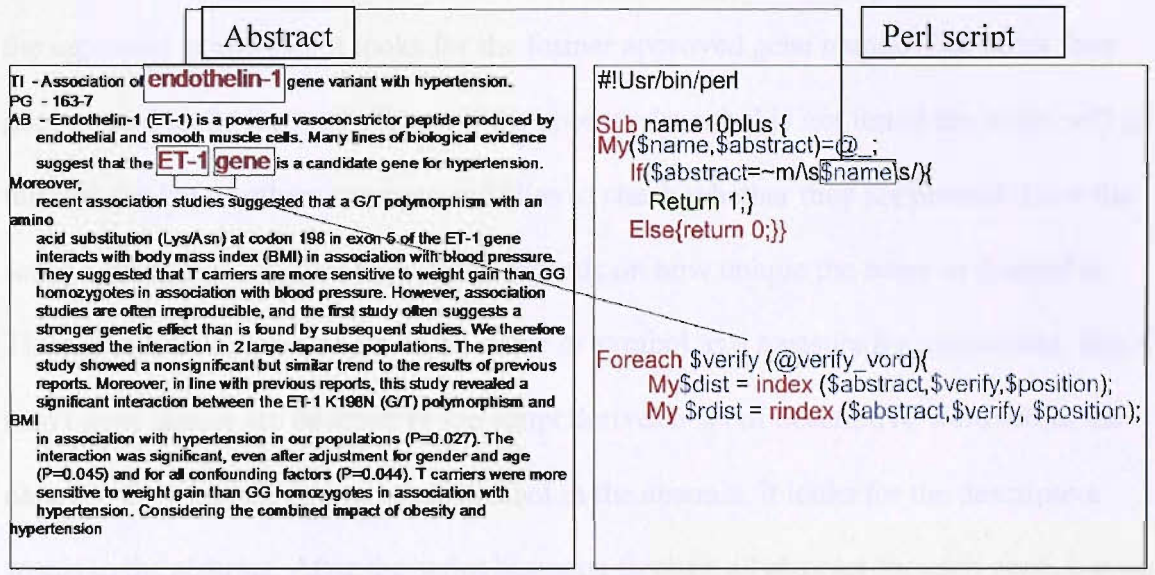 Abstract
Perl script
TI -Association of endothelin-1 gene variant with hypertension.
PG - 163-7
AB - Endothelin-1 (ET-1) is a powerful vasoconstrictor peptide produced by
endothelial and smooth muscle cells. Many lines of biological evidence
suggest that the ET-1 gene is a candidate gene for hypertension.
Moreover,
recent association studies suggested that a G/T polymorphism with an
amino
acid substitution (Lys/Asn) at codon 198 in exon 5 of the ET-1 gene
interacts with body mass index (BMI) in association with blood pressure.
They suggested that T carriers are more sensitive to weight gain than GG
homozygotes in association with blood pressure. However, association
studies are often irreproducible, and the first study often suggests a
stronger genetic effect than is found by subsequent studies. We therefore
assessed the interaction in 2 large Japanese populations. The present
study showed a nonsignificant but similar trend to the results of previous
reports. Moreover, in line with previous reports, this study revealed a
significant interaction between the ET-1 K198N (G/T) polymorphism and
BMI
in association with hypertension in our populations (P=0.027). The
interaction was significant, even after adjustment for gender and age
(P=0.045) and for all confounding factors (P=0.044). T carriers were more
sensitive to weight gain than GG homozygotes in association with
hypertension. Considering the combined impact of obesity and
hypertension
#!Usr/bin/perl
Sub name10plus {
My($name,$abstract)=@_;
If($abstract=~m/\s$name\s/){
Return 1;}
Else{return 0;}}
Foreach $verify (@verify_vord){
My$dist = index ($abstract,$verify,$position);
My $rdist = rindex ($abstract,$verify, $position);